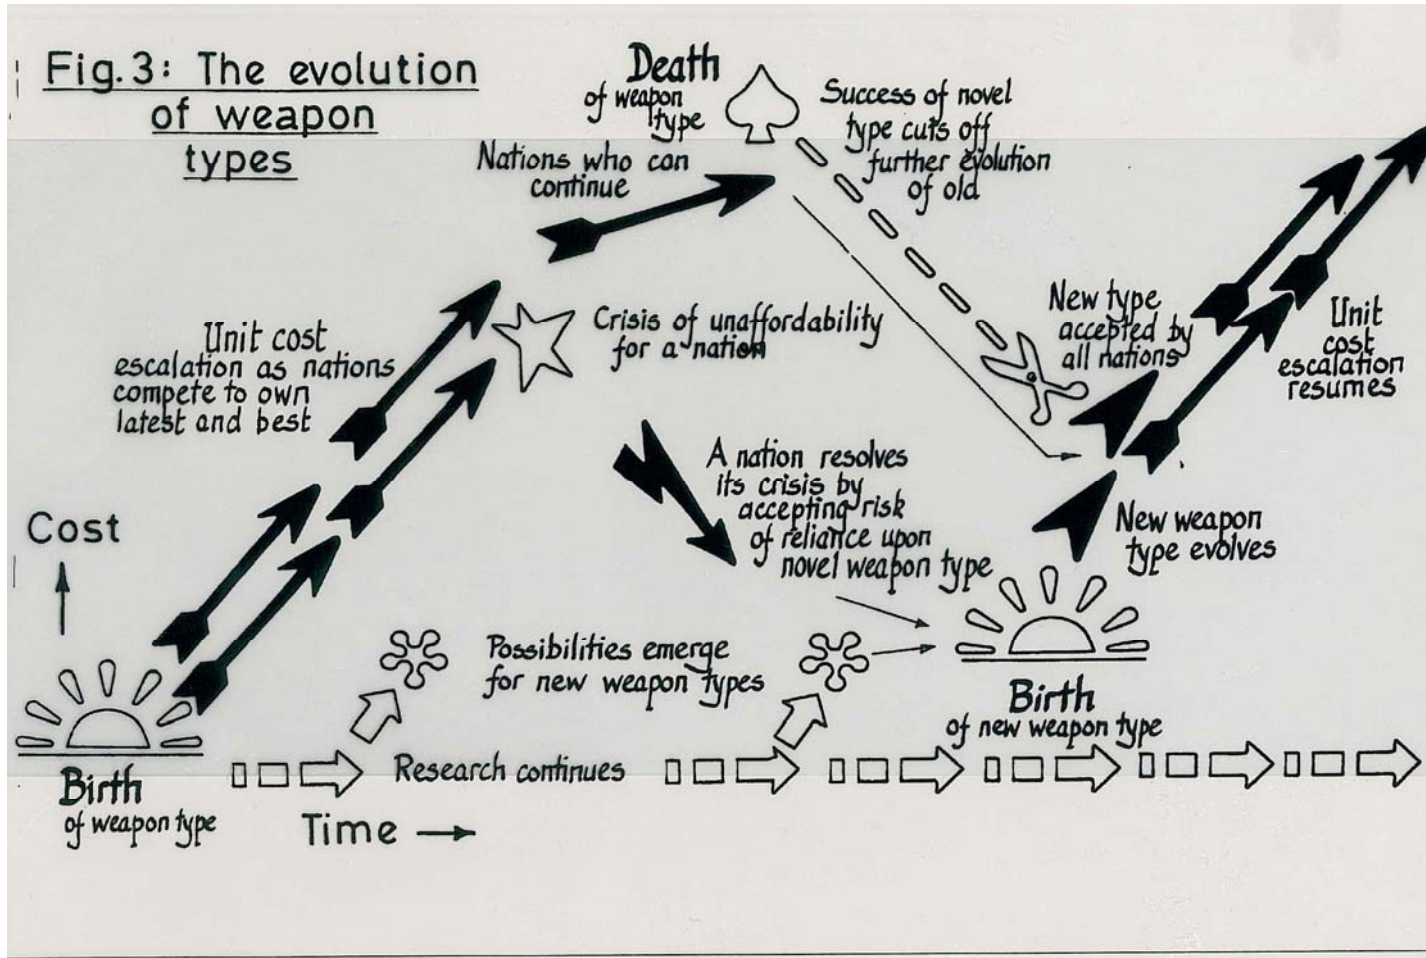 Fig. 3: The evolution
of weapon
types
Death
of weapon
type
Success of novel
type cuts off
further evolution
of old
Nations who can
continue
Unit cost
escalation as nations
compete to own
latest and best
Crisis of unaffordability
for a nation
New type
accepted by
all nations
Unit
cost
escalation
resumes
A nation resolves
its crisis by
accepting risk
of reliance upon
novel weapon type
New weapon
type evolves
Cost
Possibilities emerge
for new weapon types
Birth
of new weapon type
Research continues
Birth
of weapon type
Time